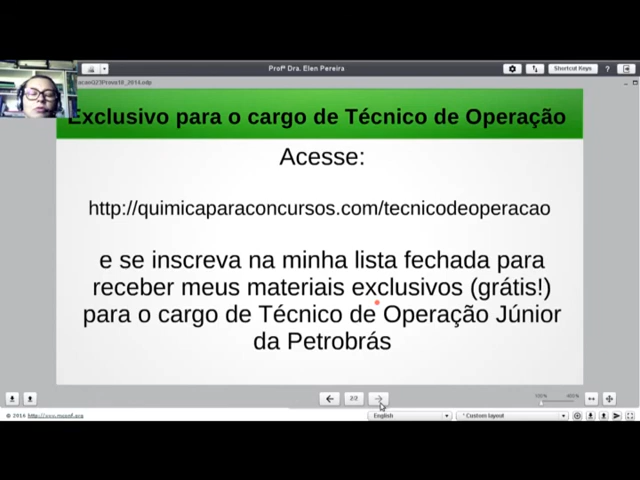 Profª Dra. Elen Pereira
Shortcut Keys
?
Exclusivo para o cargo de Técnico de Operação
Acesse:
http://quimicaparaconcursos.com/tecnicodeoperacao
e se inscreva na minha lista fechada para
receber meus materiais exclusivos (grátis!)
para o cargo de Técnico de Operação Júnior
da Petrobrás
2/2
English
Custom layout